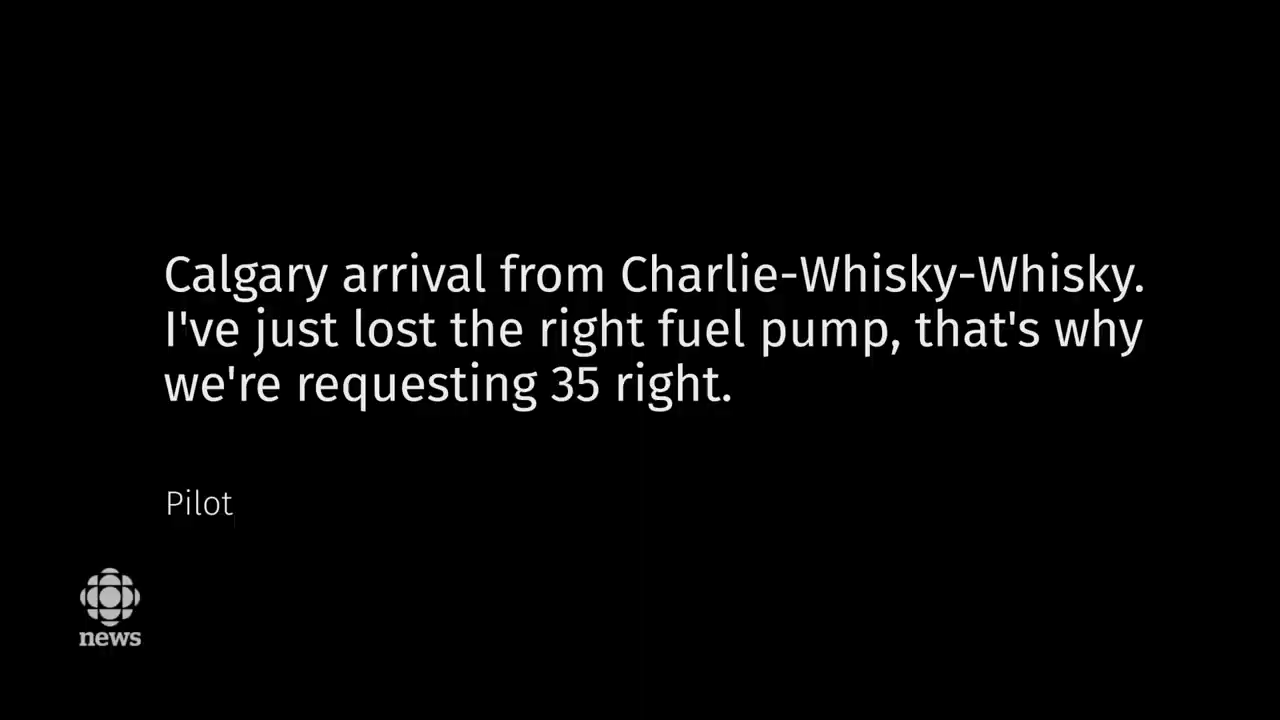 Calgary arrival from Charlie-Whisky-Whisky.
I've just lost the right fuel pump, that's why
we're requesting 35 right.
Pilot
news